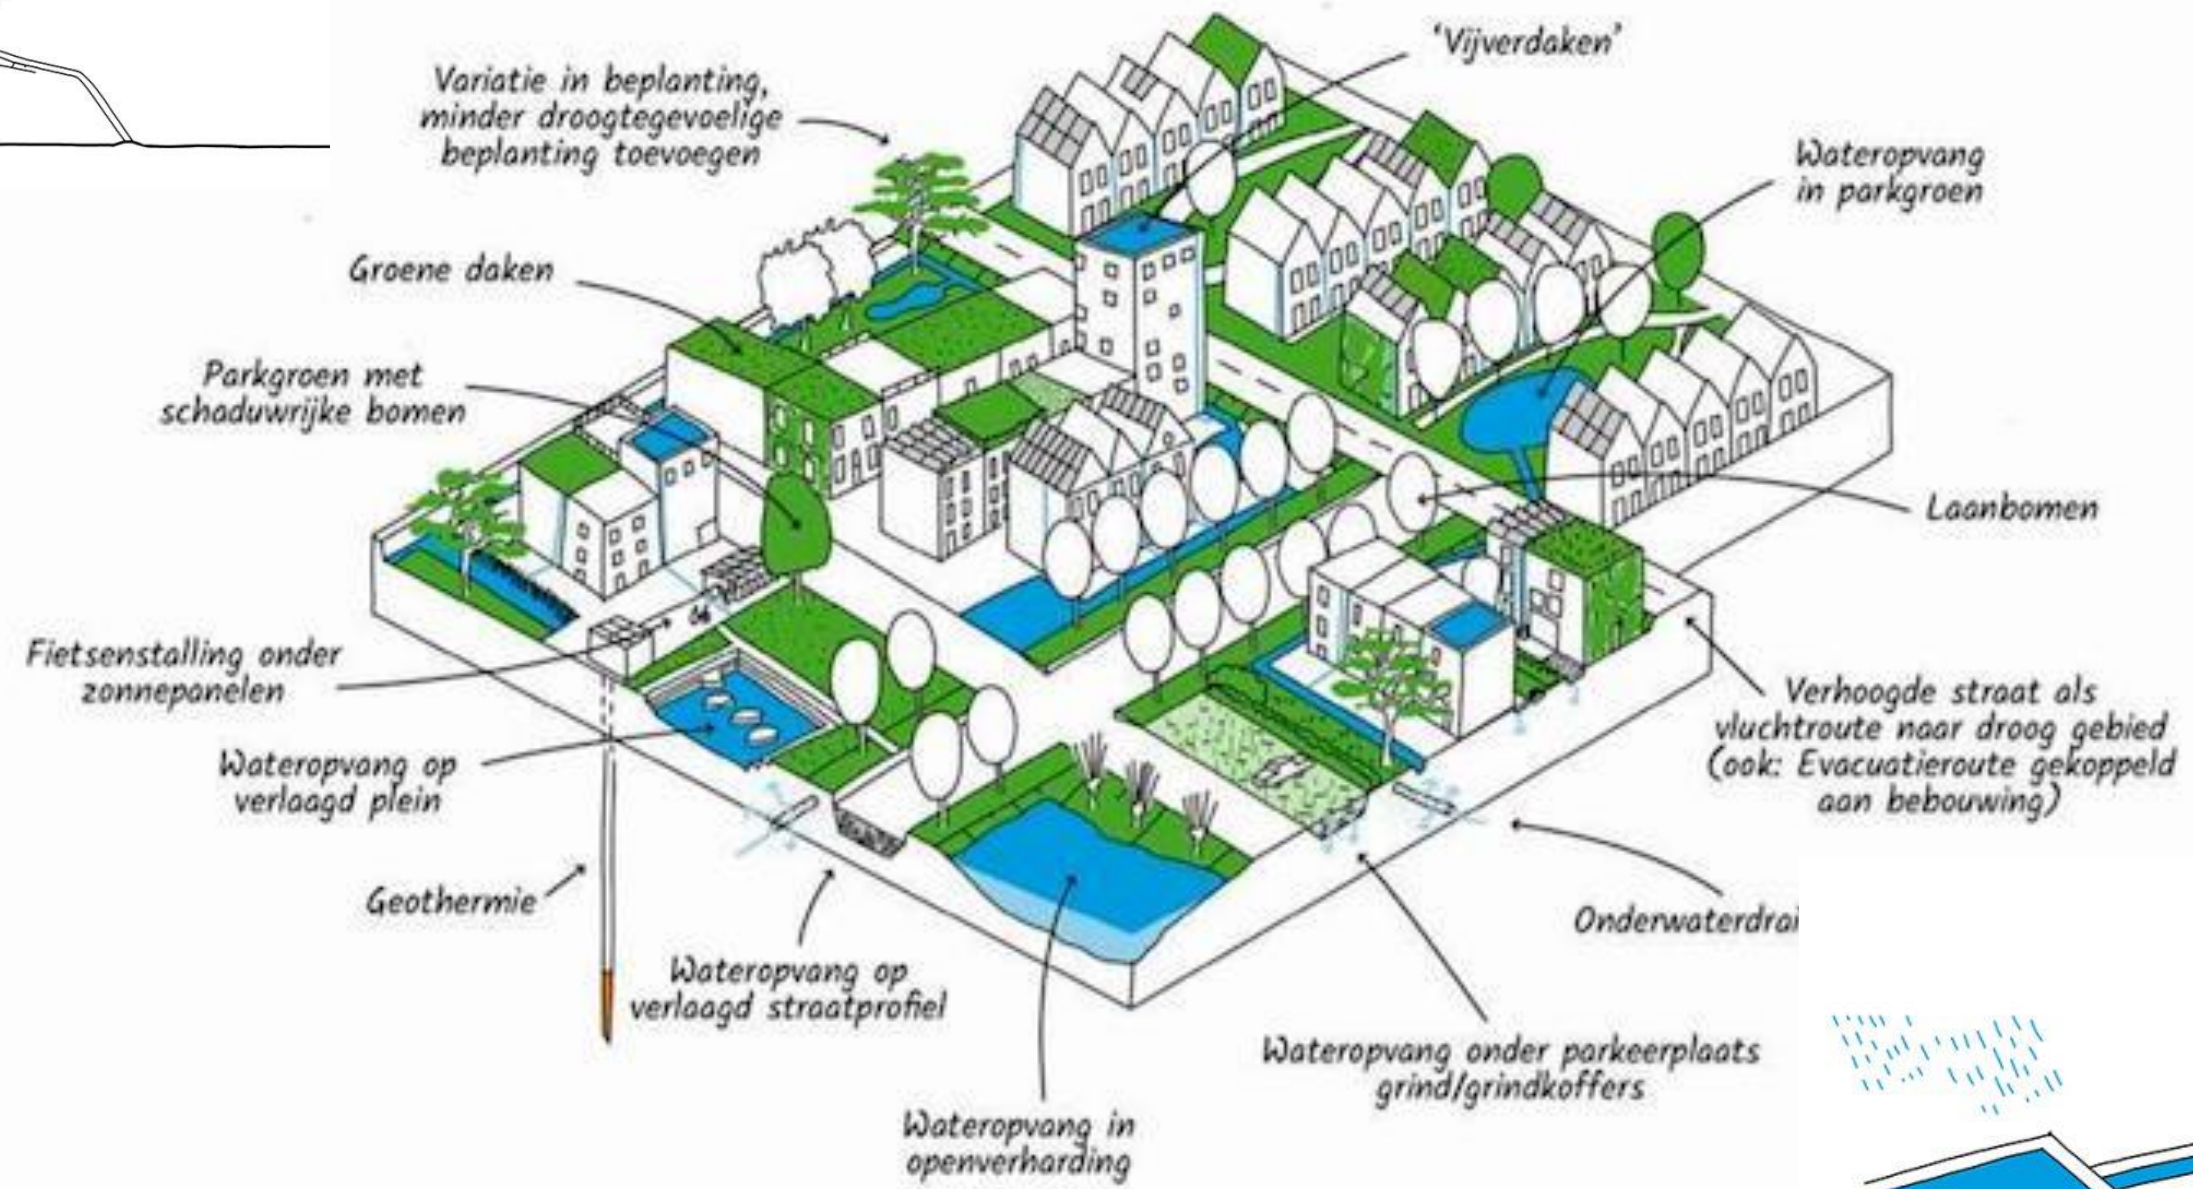 'Vijverdaken'
Variatie in beplanting,
minder droogtegevoelige
beplanting toevoegen
Wateropvang
in parkgroen
Groene daken
Parkgroen met
schaduwrijke bomen
Laanbomen
Fietsenstalling onder
zonnepanelen
Verhoogde straat als
vluchtroute naar droog gebied
(ook: Evacuatieroute gekoppeld
aan bebouwing)
Wateropvang op
verlaagd plein
Geothermie
Onderwaterdrai
Wateropvang op
verlaagd straatprofiel
Wateropvang onder parkeerplaats
grind/grindkoffers
Wateropvang in
openverharding